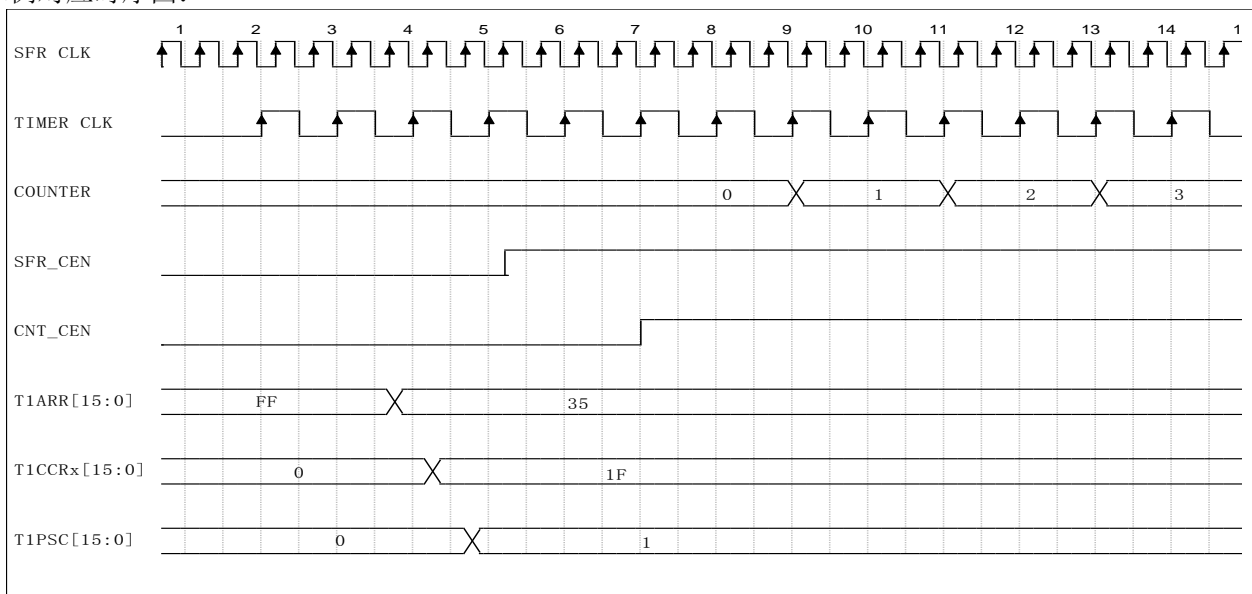 1 2 3 4 5 6 7 8 9 10 11 12 13 14 1
SFR CLK
TIMER CLK
COUNTER 0 1 2 3
SFR_CEN
CNT_CEN
T1ARR[15:0] FF 35
T1CCRx[15:0] 0 1F
T1PSC[15:0] 0 1